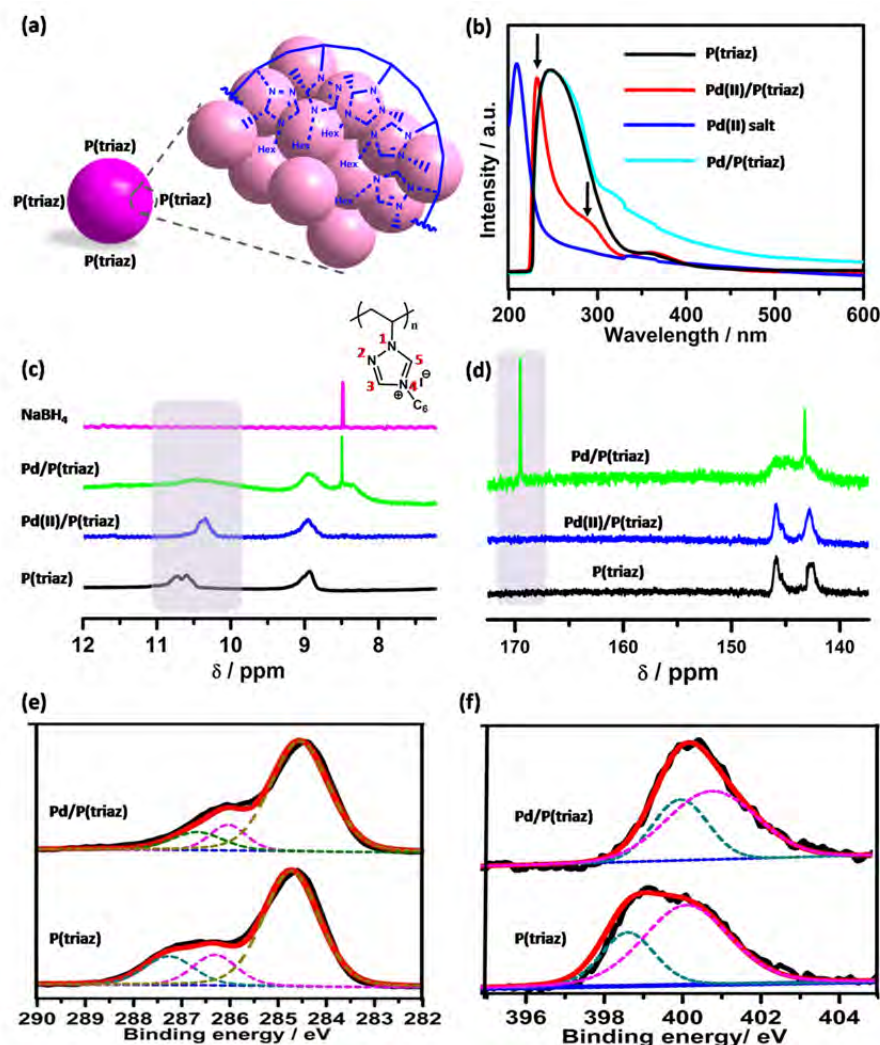 (a)
P(triaz)
P(triaz)
P(triaz)
P(triaz)
N
N
N
N
N
N
N
N
N
N
N
N
Hex
Hex
Hex
Hex
Hex
(b)
Intensity / a.u.
P(triaz)
Pd(II)/P(triaz)
Pd(II) salt
Pd/P(triaz)
200 300 400 500 600
Wavelength / nm
(c)
n
1
N
2 N
5
3
N 4 I⊖
⊕
C6
NaBH4
Pd/P(triaz)
Pd(II)/P(triaz)
P(triaz)
12 11 10 9 8
δ / ppm
(d)
Pd/P(triaz)
Pd(II)/P(triaz)
P(triaz)
170 160 150 140
δ / ppm
(e)
Pd/P(triaz)
P(triaz)
290 289 288 287 286 285 284 283 282
Binding energy / eV
(f)
Pd/P(triaz)
P(triaz)
396 398 400 402 404
Binding energy/ eV